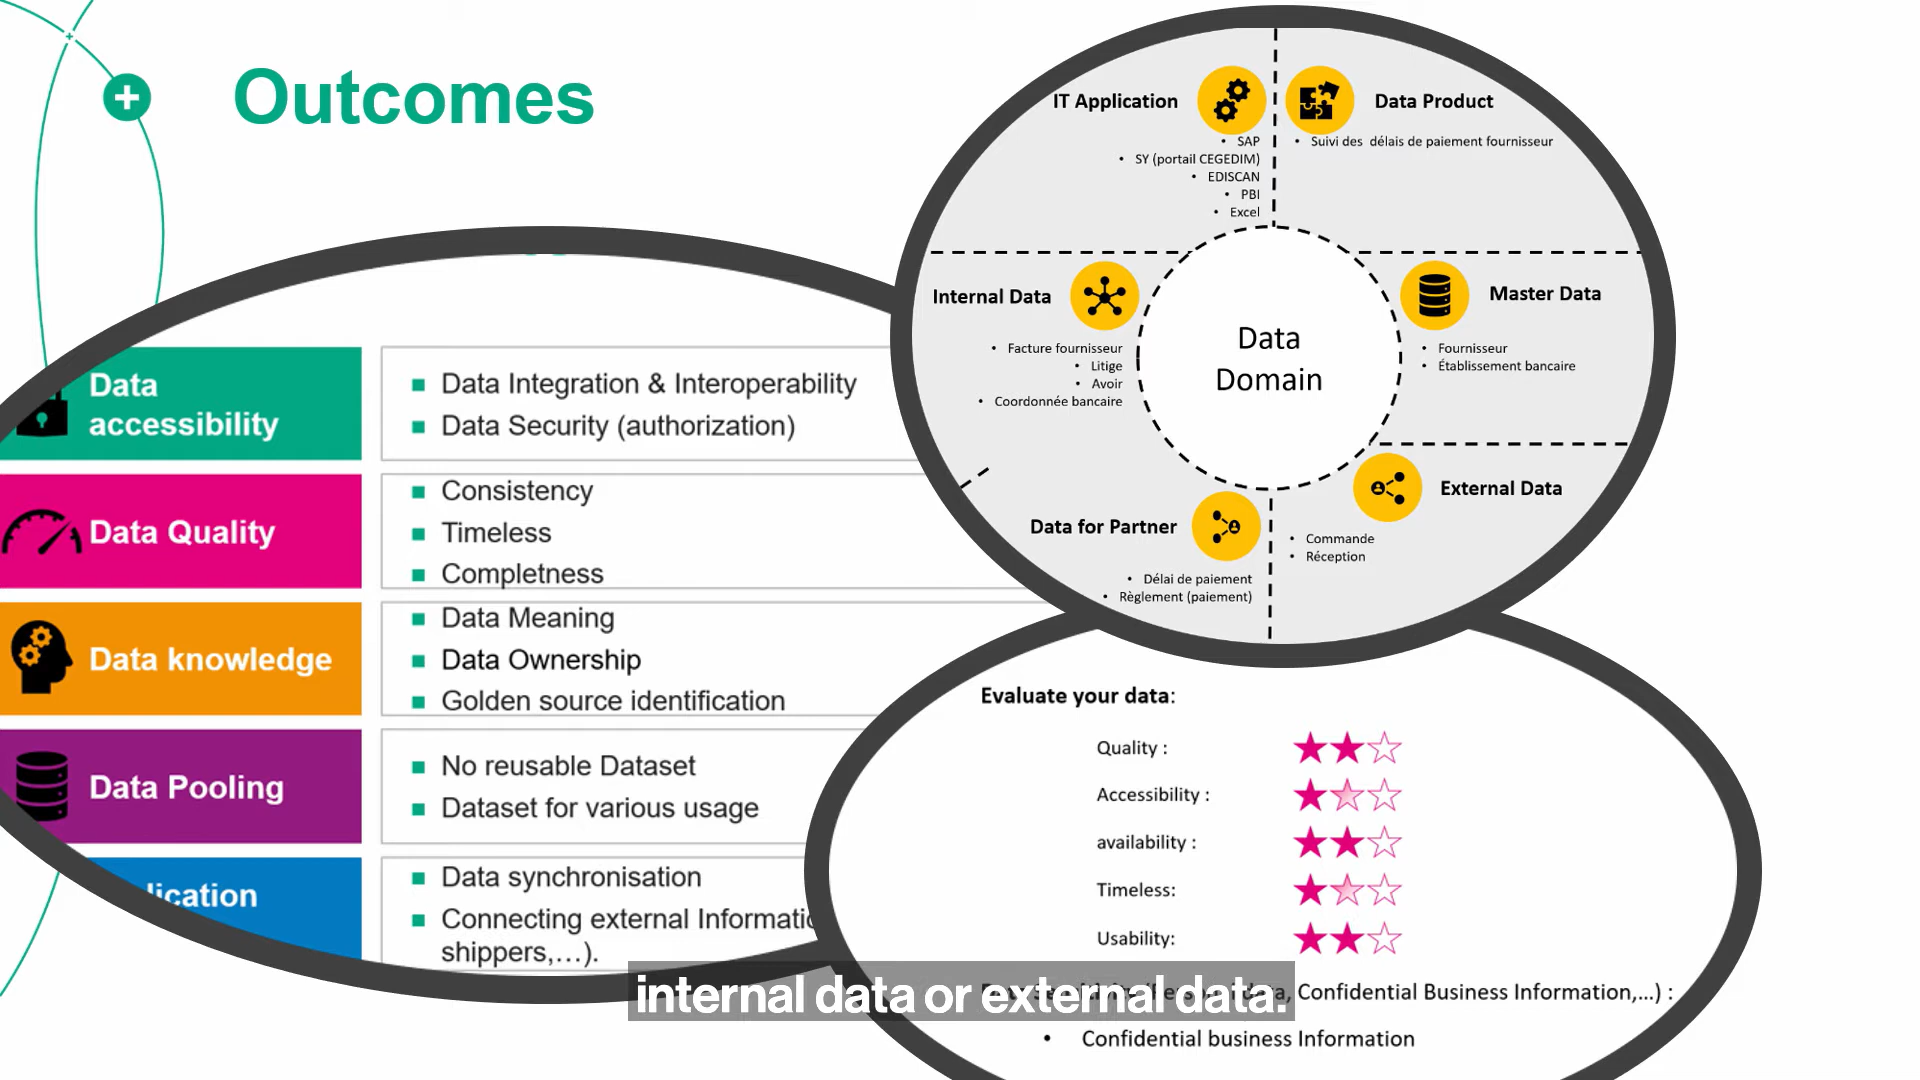 Outcomes
IT Application
• SAP
• SY (portail CEGEDIM)
• EDISCAN
• PBI
• Excel
Data Product
• Suivi des délais de paiement fournisseur
Internal Data
• Facture fournisseur
• Litige
• Avoir
• Coordonnée bancaire
Data
Domain
Master Data
• Fournisseur
• Établissement bancaire
Data for Partner
• Délai de paiement
• Règlement (paiement)
External Data
• Commande
• Réception
Data
accessibility
■ Data Integration & Interoperability
■ Data Security (authorization)
Data Quality
■ Consistency
■ Timeless
■ Completness
Data knowledge
■ Data Meaning
■ Data Ownership
■ Golden source identification
Data Pooling
■ No reusable Dataset
■ Dataset for various usage
lication
■ Data synchronisation
■ Connecting external Informatio
shippers,...).
Evaluate your data:
Quality :
Accessibility :
availability :
Timeless:
Usability:
Confidential Business Information,...) :
• Confidential business Information
internal data or external data.